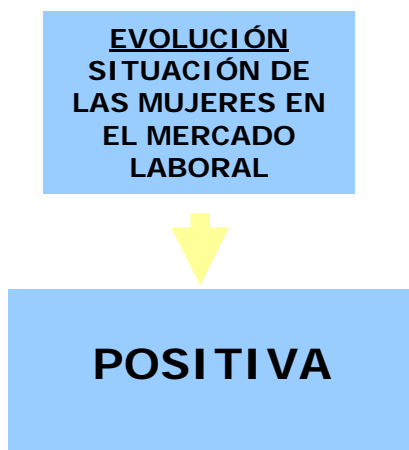 EVOLUCIÓN
SITUACIÓN DE
LAS MUJERES EN
EL MERCADO
LABORAL
POSITIVA